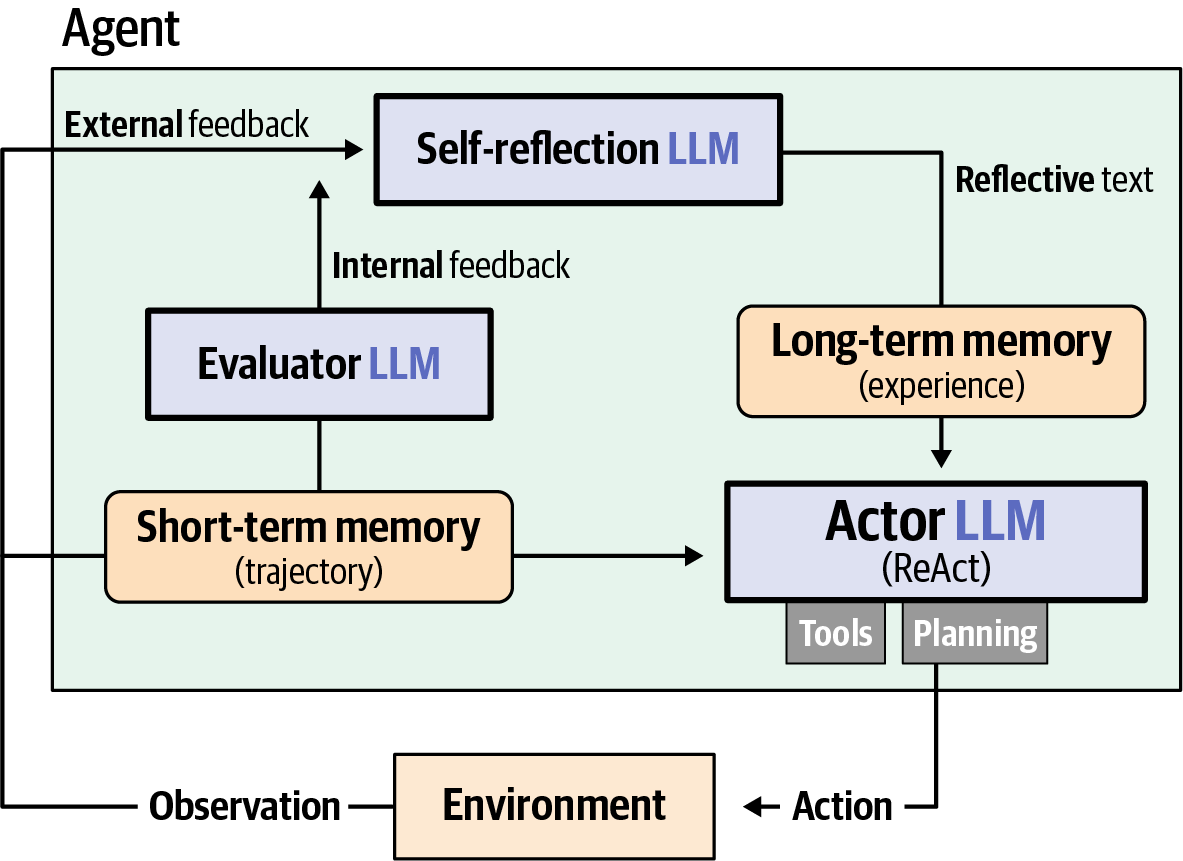 Agent
External feedback
Self-reflection LLM
Reflective text
Internal feedback
Evaluator LLM
Long-term memory
(experience)
Short-term memory
(trajectory)
Actor LLM
(ReAct)
Tools
Planning
Observation
Environment
Action